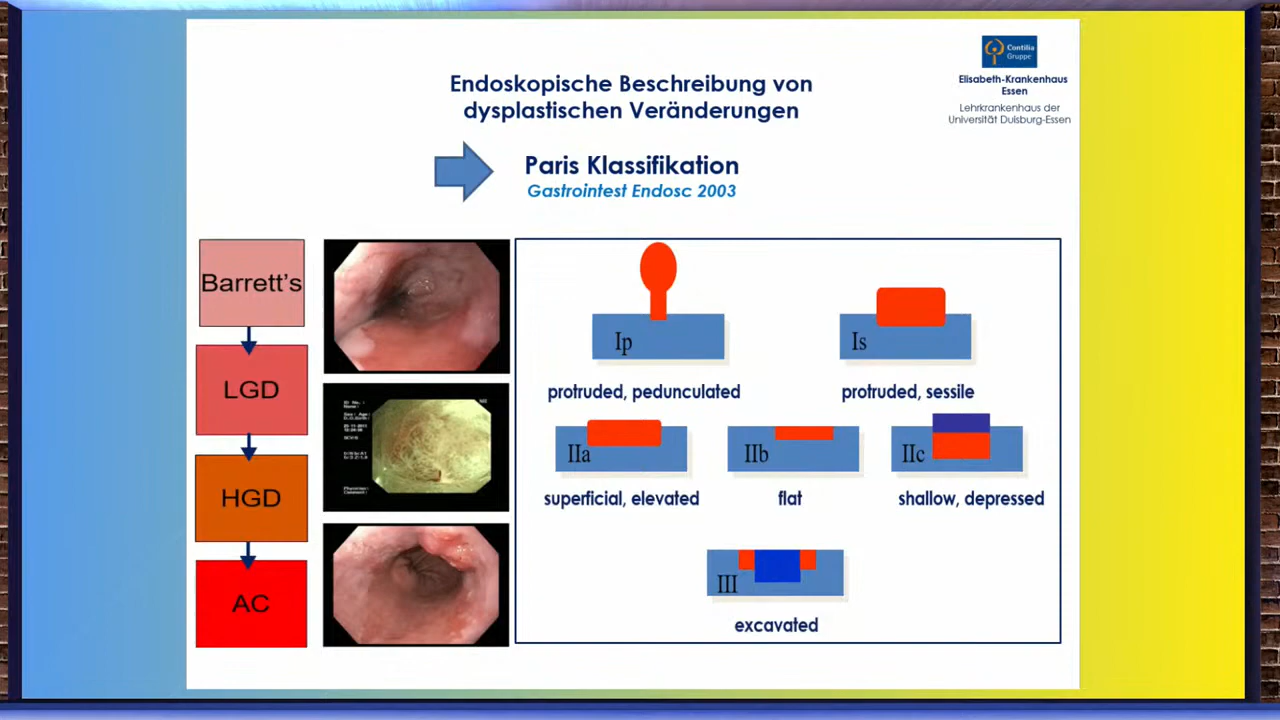 Contilia
Gruppe
Elisabeth-Krankenhaus
Essen
Lehrkrankenhaus der
Universität Duisburg-Essen
Endoskopische Beschreibung von
dysplastischen Veränderungen
Paris Klassifikation
Gastrointest Endosc 2003
Barrett's
LGD
HGD
AC
Ip
protruded, pedunculated
Is
protruded, sessile
IIa
superficial, elevated
IIb
flat
IIc
shallow, depressed
III
excavated